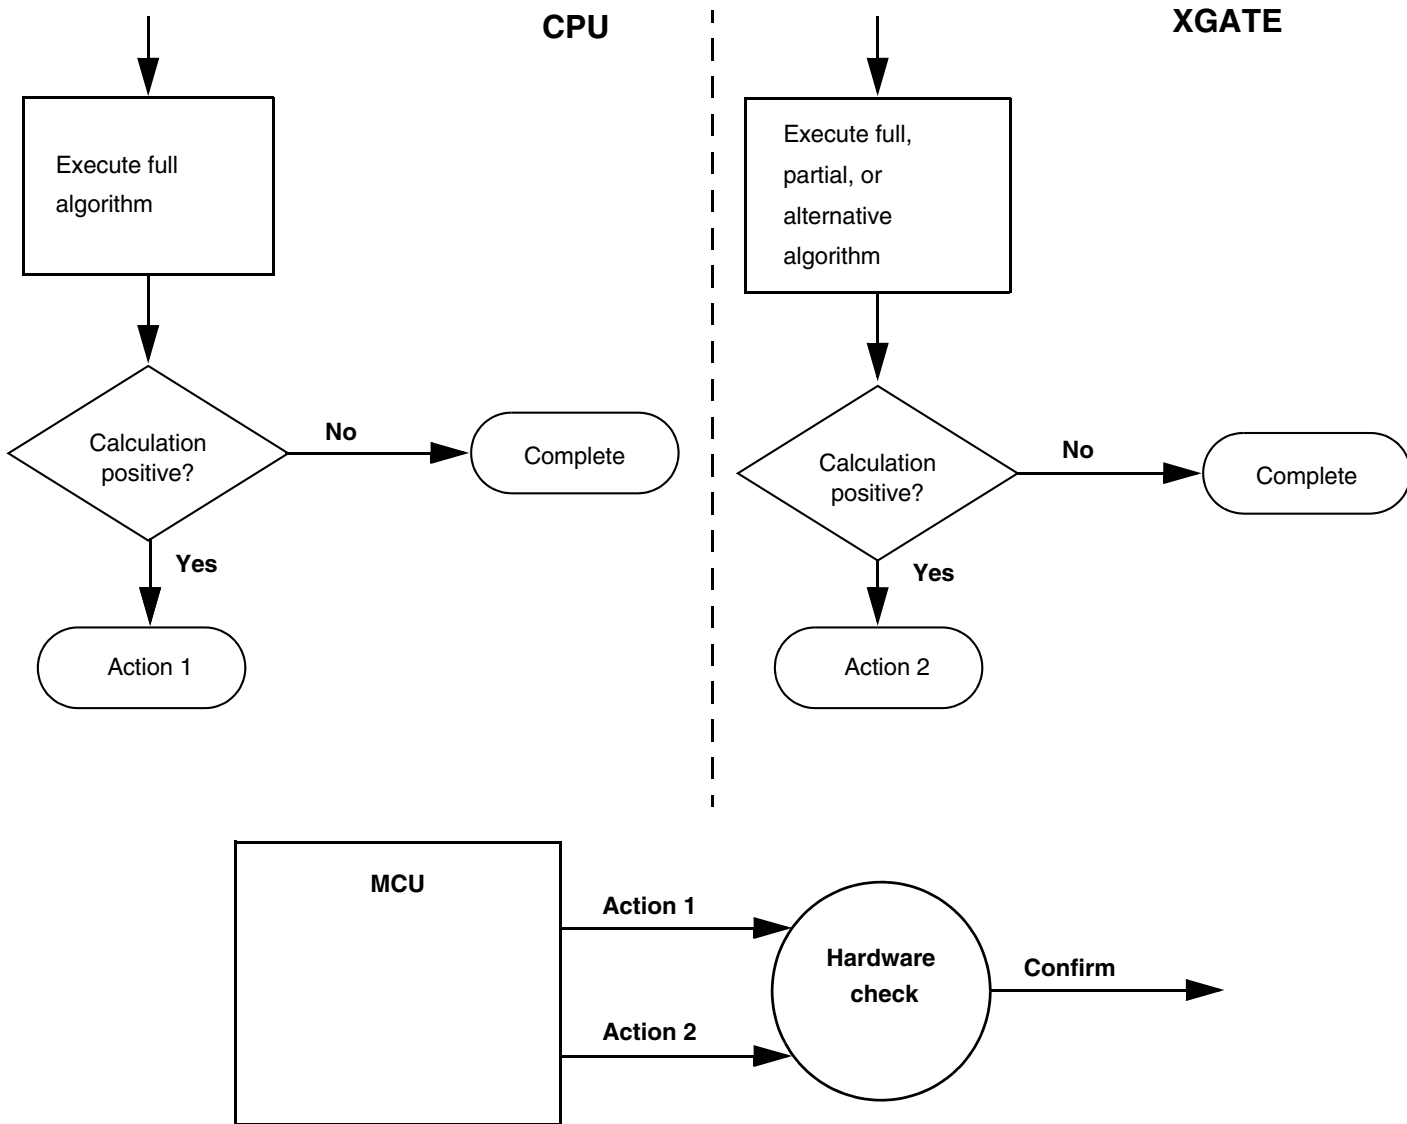 CPU
Execute full
algorithm
Calculation
positive?
No
Complete
Yes
Action 1
XGATE
Execute full,
partial, or
alternative
algorithm
Calculation
positive?
No
Complete
Yes
Action 2
MCU
Action 1
Action 2
Hardware
check
Confirm